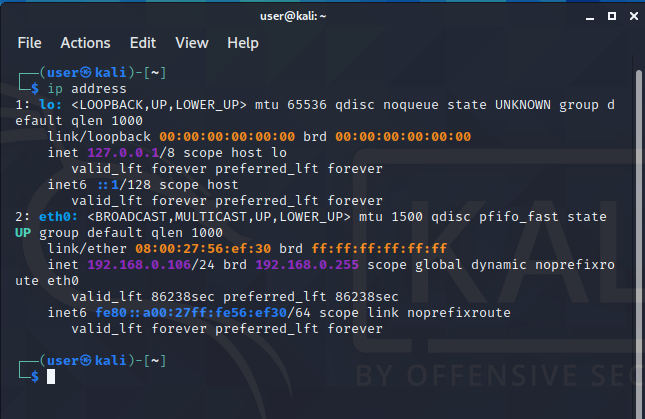 user@kali: ~
File Actions Edit View Help
┌──(user㉿kali)-[~]
└─$ ip address
1: lo: <LOOPBACK,UP,LOWER_UP> mtu 65536 qdisc noqueue state UNKNOWN group d
efault qlen 1000
    link/loopback 00:00:00:00:00:00 brd 00:00:00:00:00:00
    inet 127.0.0.1/8 scope host lo
       valid_lft forever preferred_lft forever
    inet6 ::1/128 scope host
       valid_lft forever preferred_lft forever
2: eth0: <BROADCAST,MULTICAST,UP,LOWER_UP> mtu 1500 qdisc pfifo_fast state
UP group default qlen 1000
    link/ether 08:00:27:56:ef:30 brd ff:ff:ff:ff:ff:ff
    inet 192.168.0.106/24 brd 192.168.0.255 scope global dynamic noprefixro
ute eth0
       valid_lft 86238sec preferred_lft 86238sec
    inet6 fe80::a00:27ff:fe56:ef30/64 scope link noprefixroute
       valid_lft forever preferred_lft forever
┌──(user㉿kali)-[~]
└─$
KAL
BY OFFENSIVE SEC